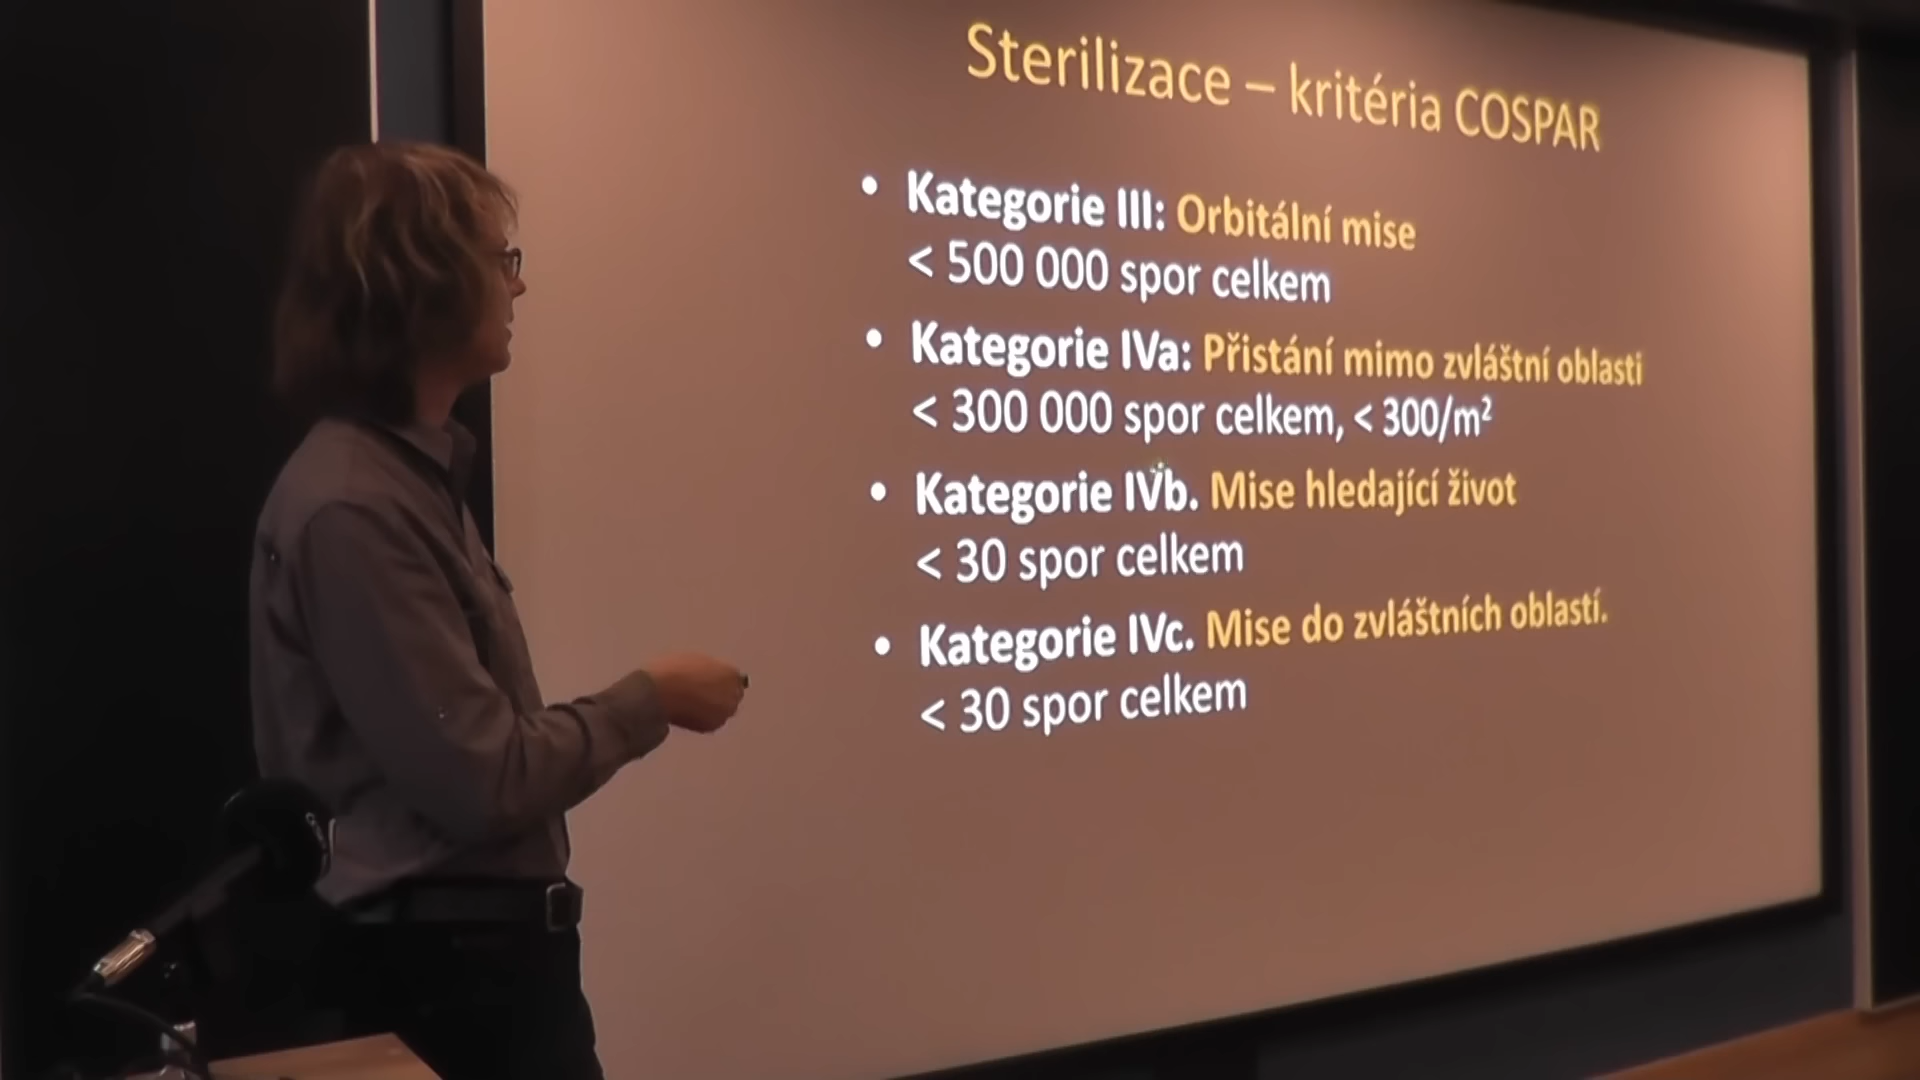 Sterilizace – kritéria COSPAR
• Kategorie III: Orbitální mise
< 500 000 spor celkem
• Kategorie IVa: Přistání mimo zvláštní oblasti
< 300 000 spor celkem, < 300/m²
• Kategorie IVb. Mise hledající život
< 30 spor celkem
• Kategorie IVc. Mise do zvláštních oblastí.
< 30 spor celkem